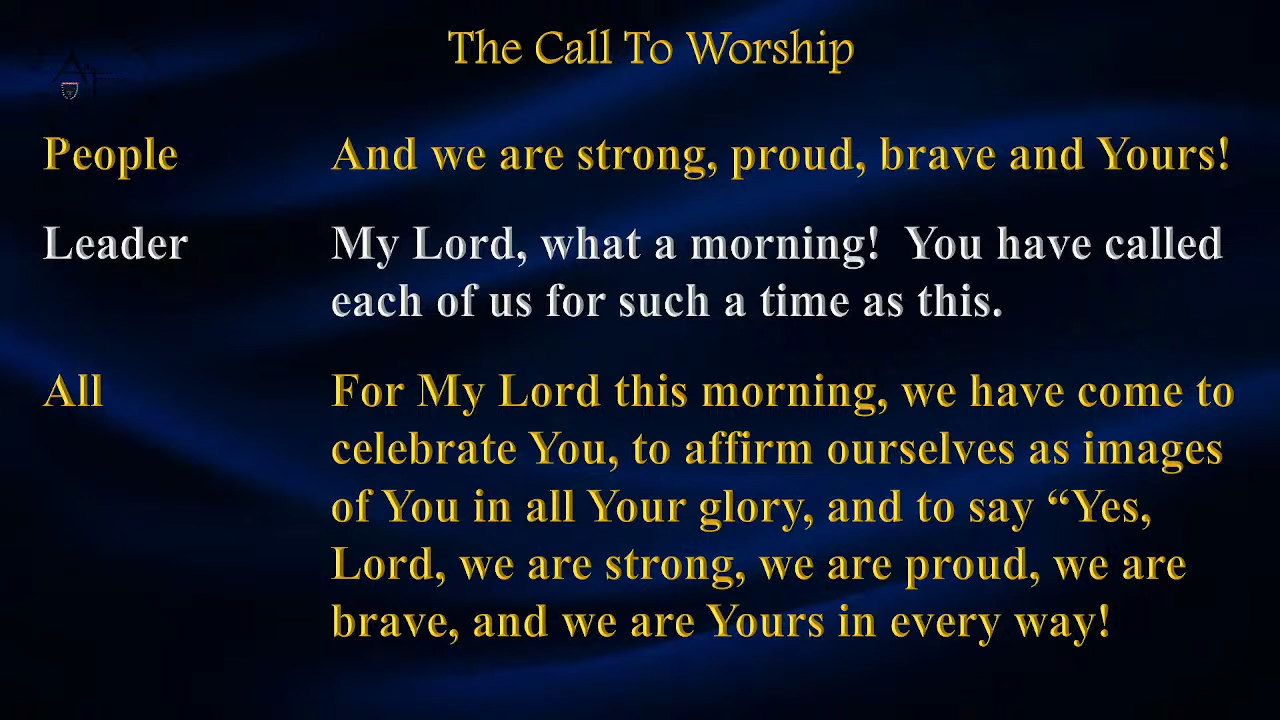 The Call To Worship
People And we are strong, proud, brave and Yours!
Leader My Lord, what a morning! You have called
each of us for such a time as this.
All For My Lord this morning, we have come to
celebrate You, to affirm ourselves as images
of You in all Your glory, and to say “Yes,
Lord, we are strong, we are proud, we are
brave, and we are Yours in every way!